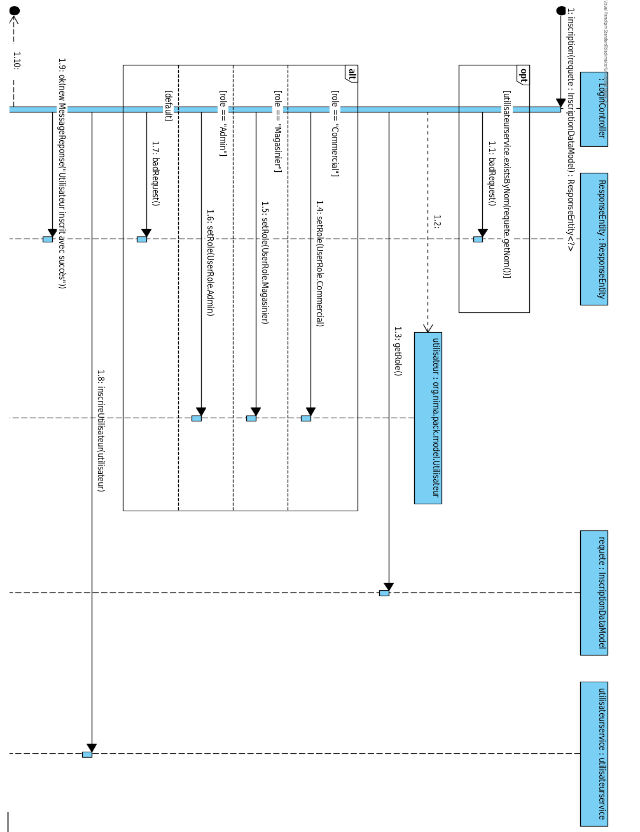 1: inscription(requete : InscriptionDataModel) : ResponseEntity<?>
: LoginController
ResponseEntity : ResponseEntity
requete : InscriptionDataModel
utilisateurservice : utilisateurservice
opt
[utilisateurservice.existsByNom(requete.getNom())]
1.1: badRequest()
1.2:
utilisateur : org.nima.pack.model.Utilisateur
1.3: getRole()
alt
[role == "Commercial"]
1.4: setRole(UserRole.Commercial)
[role == "Magasinier"]
1.5: setRole(UserRole.Magasinier)
[role == "Admin"]
1.6: setRole(UserRole.Admin)
[default]
1.7: badRequest()
1.8: inscrireUtilisateur(utilisateur)
1.9: ok(new MessageReponse("Utilisateur inscrit avec succès"))
1.10: